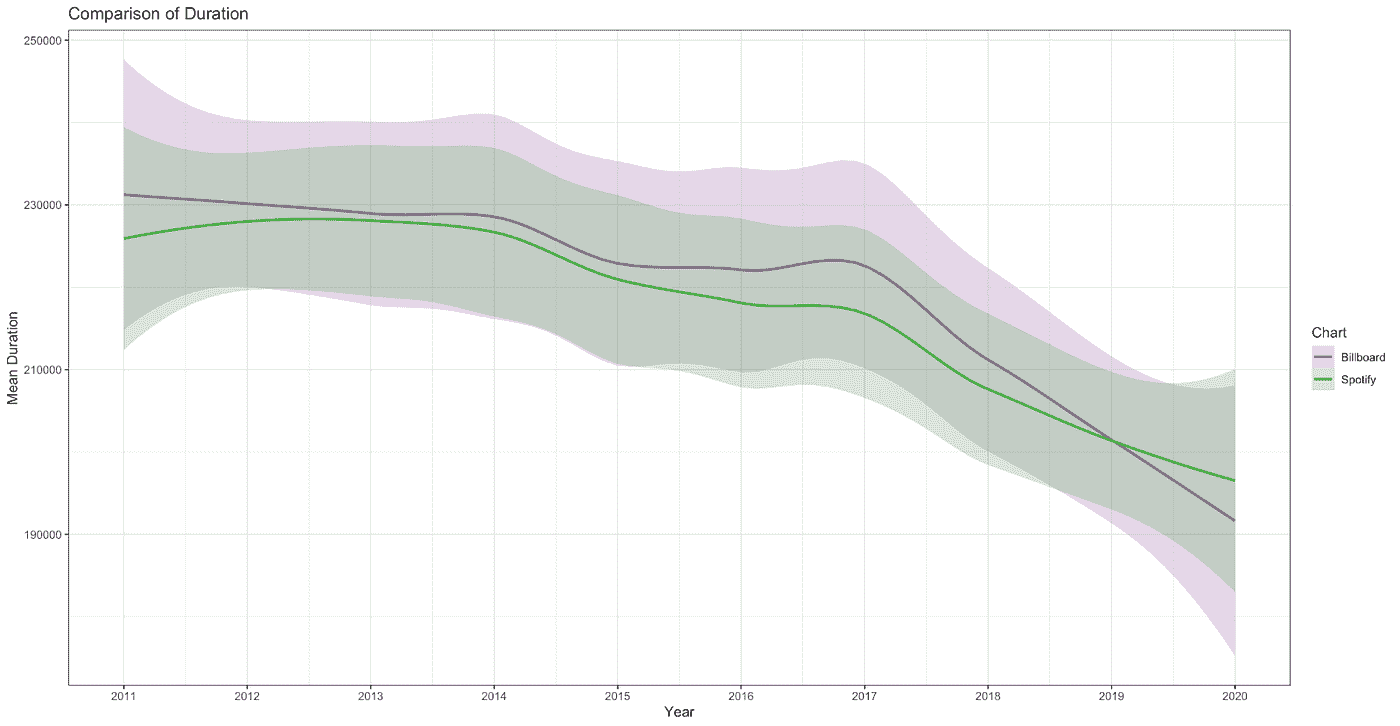 Comparison of Duration
250000
230000
210000
190000
Mean Duration
2011 2012 2013 2014 2015 2016 2017 2018 2019 2020
Year
Chart
Billboard
Spotify